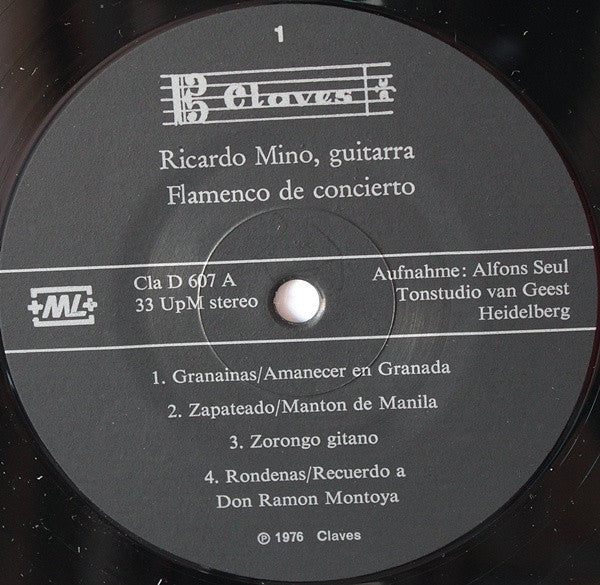 1
Claves
Ricardo Mino, guitarra
Flamenco de concierto
+ML+
Cla D 607 A
33 UpM stereo
Aufnahme: Alfons Seul
Tonstudio van Geest
Heidelberg
1. Granainas/Amanecer en Granada
2. Zapateado/Manton de Manila
3. Zorongo gitano
4. Rondenas/Recuerdo a
Don Ramon Montoya
℗ 1976 Claves